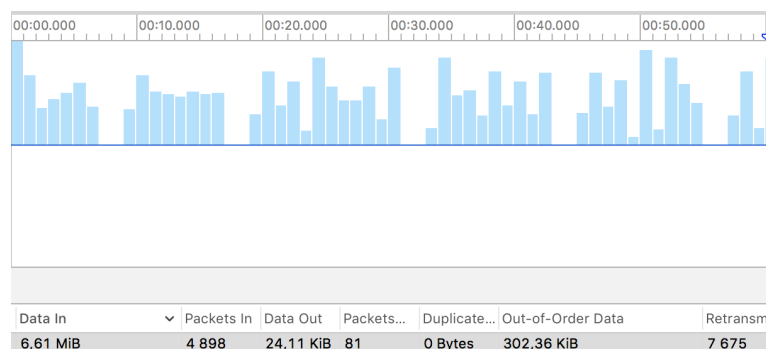 00:00.000 00:10.000 00:20.000 00:30.000 00:40.000 00:50.000
Data In Packets In Data Out Packets... Duplicate... Out-of-Order Data Retransm
6,61 MiB 4 898 24,11 KiB 81 0 Bytes 302,36 KiB 7 675